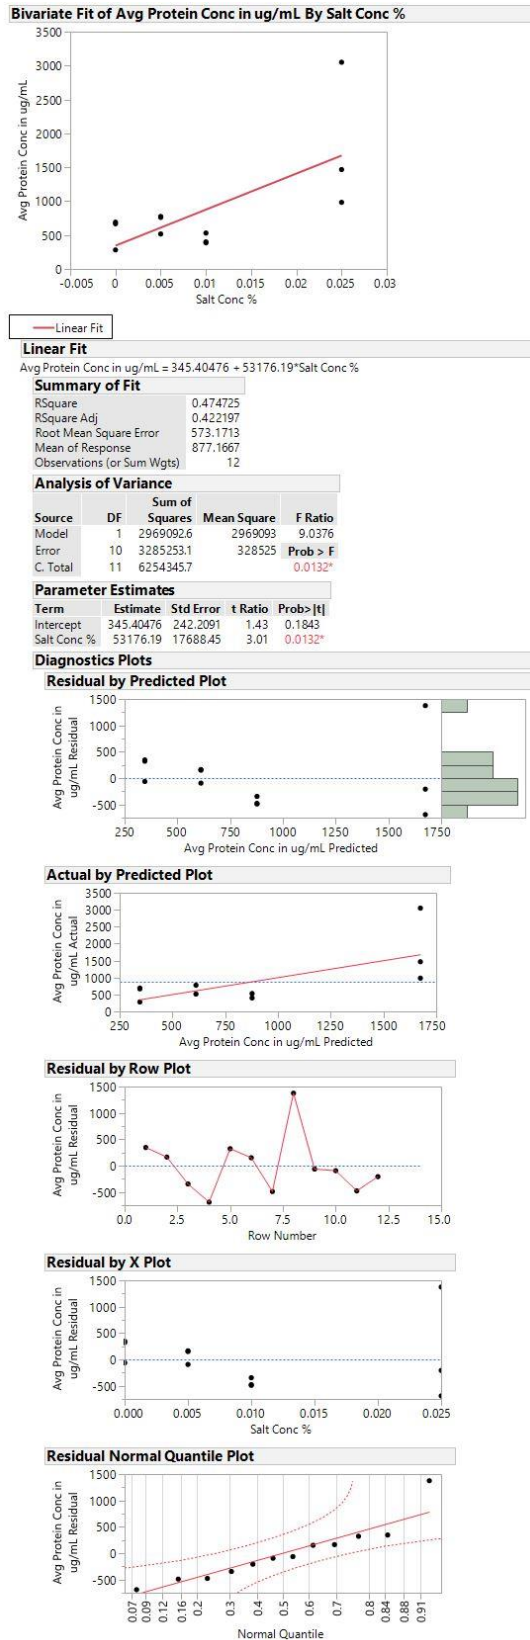 Bivariate Fit of Avg Protein Conc in ug/mL By Salt Conc %
3500
3000
2500
2000
1500
1000
500
0
Avg Protein Conc in ug/mL
-0.005 0 0.005 0.01 0.015 0.02 0.025 0.03
Salt Conc %
Linear Fit
Linear Fit
Avg Protein Conc in ug/mL = 345.40476 + 53176.19*Salt Conc %
Summary of Fit
RSquare 0.474725
RSquare Adj 0.422197
Root Mean Square Error 573.1713
Mean of Response 877.1667
Observations (or Sum Wgts) 12
Analysis of Variance
Sum of
Source DF Squares Mean Square F Ratio
Model 1 2969092.6 2969093 9.0376
Error 10 3285253.1 328525 Prob > F
C. Total 11 6254345.7 0.0132*
Parameter Estimates
Term Estimate Std Error t Ratio Prob>|t|
Intercept 345.40476 242.2091 1.43 0.1843
Salt Conc % 53176.19 17688.45 3.01 0.0132*
Diagnostics Plots
Residual by Predicted Plot
1500
1000
500
0
-500
Avg Protein Conc in
ug/mL Residual
250 500 750 1000 1250 1500 1750
Avg Protein Conc in ug/mL Predicted
Actual by Predicted Plot
3500
3000
2500
2000
1500
1000
500
0
Avg Protein Conc in
ug/mL Actual
250 500 750 1000 1250 1500 1750
Avg Protein Conc in ug/mL Predicted
Residual by Row Plot
1500
1000
500
0
-500
Avg Protein Conc in
ug/mL Residual
0.0 2.5 5.0 7.5 10.0 12.5 15.0
Row Number
Residual by X Plot
1500
1000
500
0
-500
Avg Protein Conc in
ug/mL Residual
0.000 0.005 0.010 0.015 0.020 0.025
Salt Conc %
Residual Normal Quantile Plot
1500
1000
500
0
-500
Avg Protein Conc in
ug/mL Residual
0.07 0.09 0.12 0.16 0.2 0.3 0.4 0.5 0.6 0.7 0.8 0.84 0.88 0.91
Normal Quantile